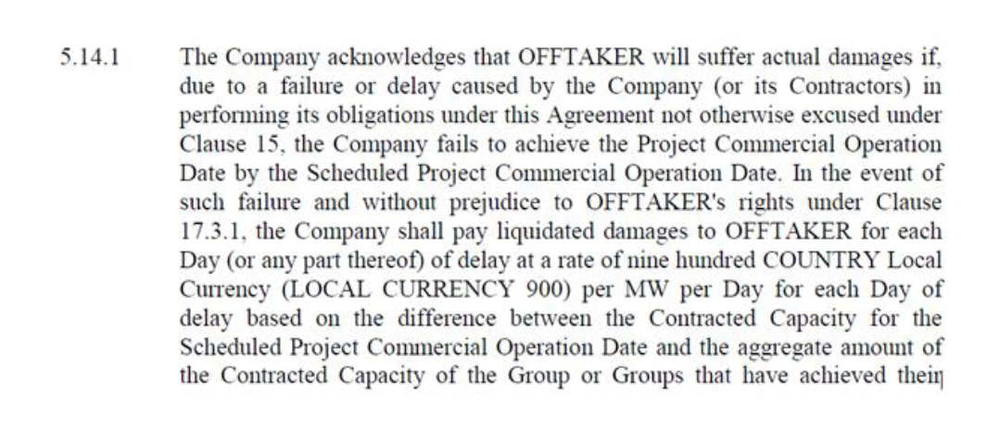 5.14.1 The Company acknowledges that OFFTAKER will suffer actual damages if,
due to a failure or delay caused by the Company (or its Contractors) in
performing its obligations under this Agreement not otherwise excused under
Clause 15, the Company fails to achieve the Project Commercial Operation
Date by the Scheduled Project Commercial Operation Date. In the event of
such failure and without prejudice to OFFTAKER's rights under Clause
17.3.1, the Company shall pay liquidated damages to OFFTAKER for each
Day (or any part thereof) of delay at a rate of nine hundred COUNTRY Local
Currency (LOCAL CURRENCY 900) per MW per Day for each Day of
delay based on the difference between the Contracted Capacity for the
Scheduled Project Commercial Operation Date and the aggregate amount of
the Contracted Capacity of the Group or Groups that have achieved their